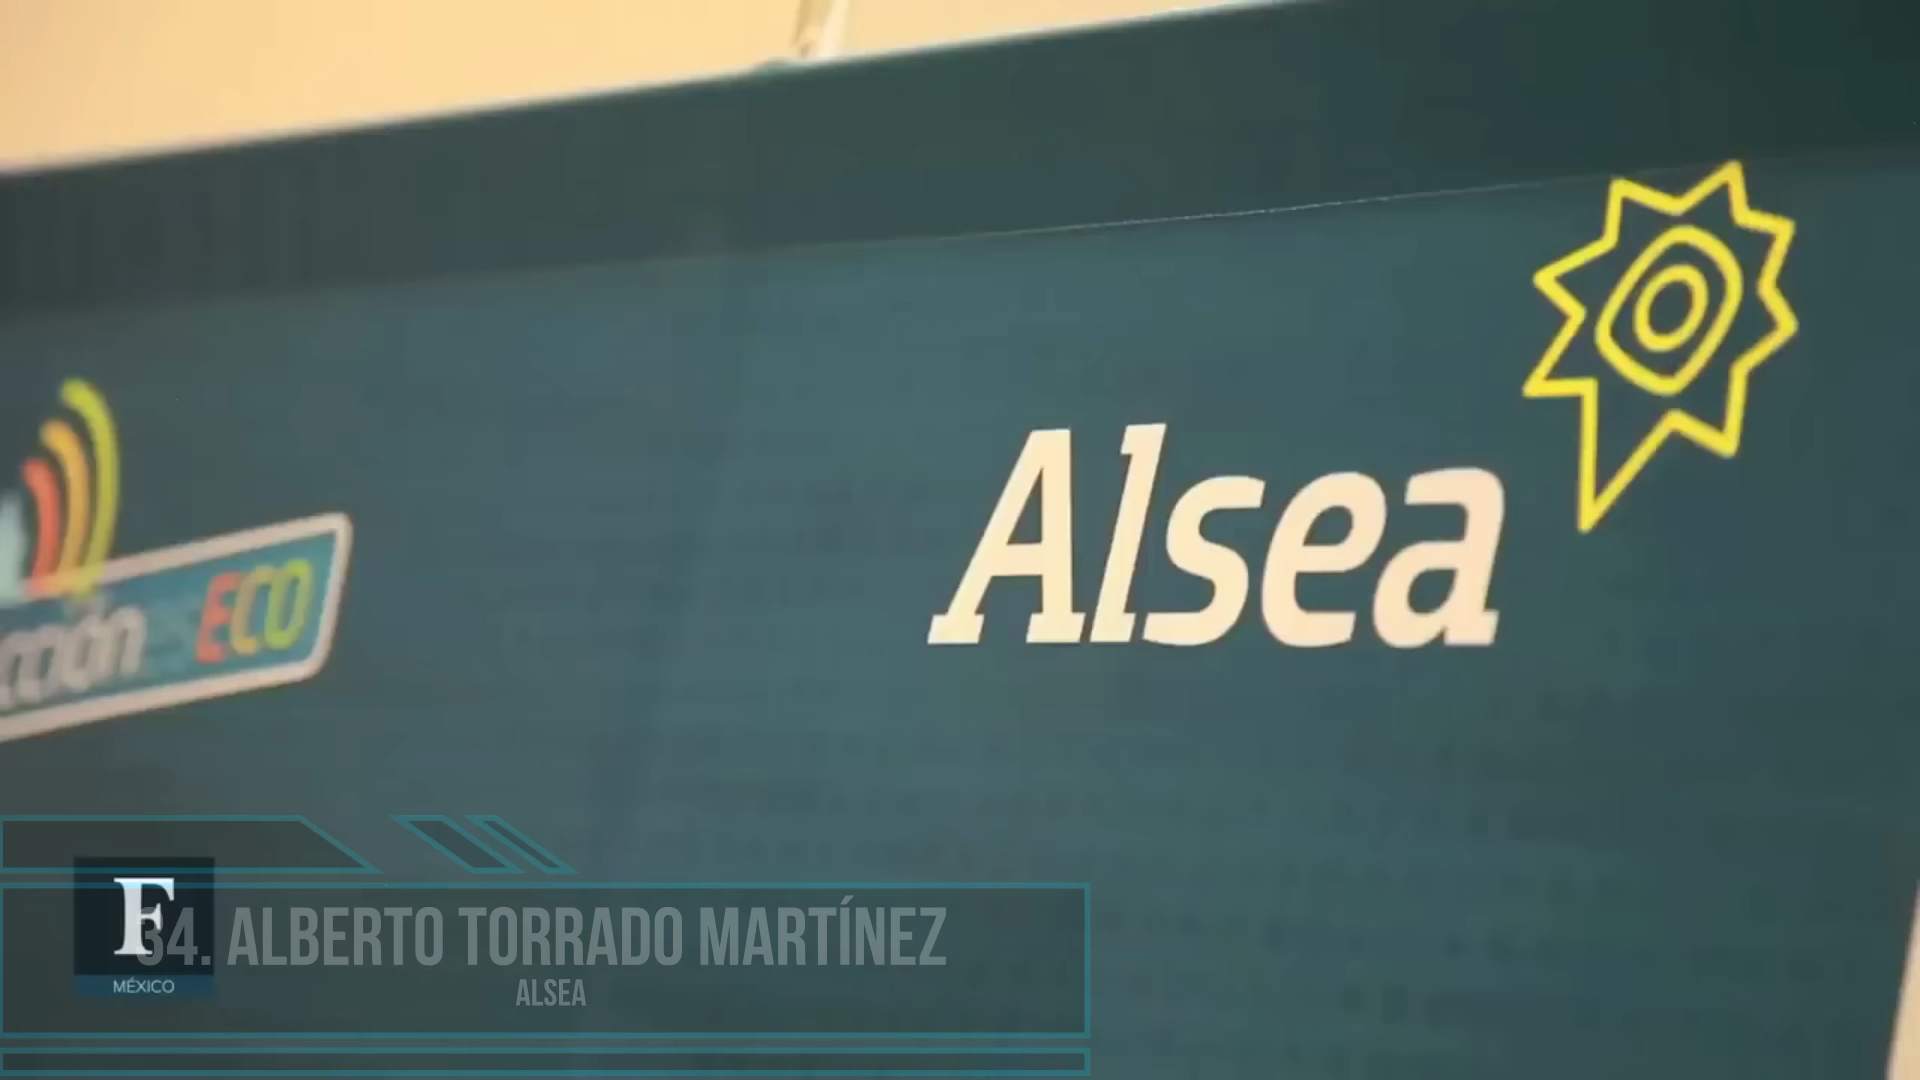 Alsea
ECO
F
MÉXICO
34. ALBERTO TORRADO MARTÍNEZ
ALSEA